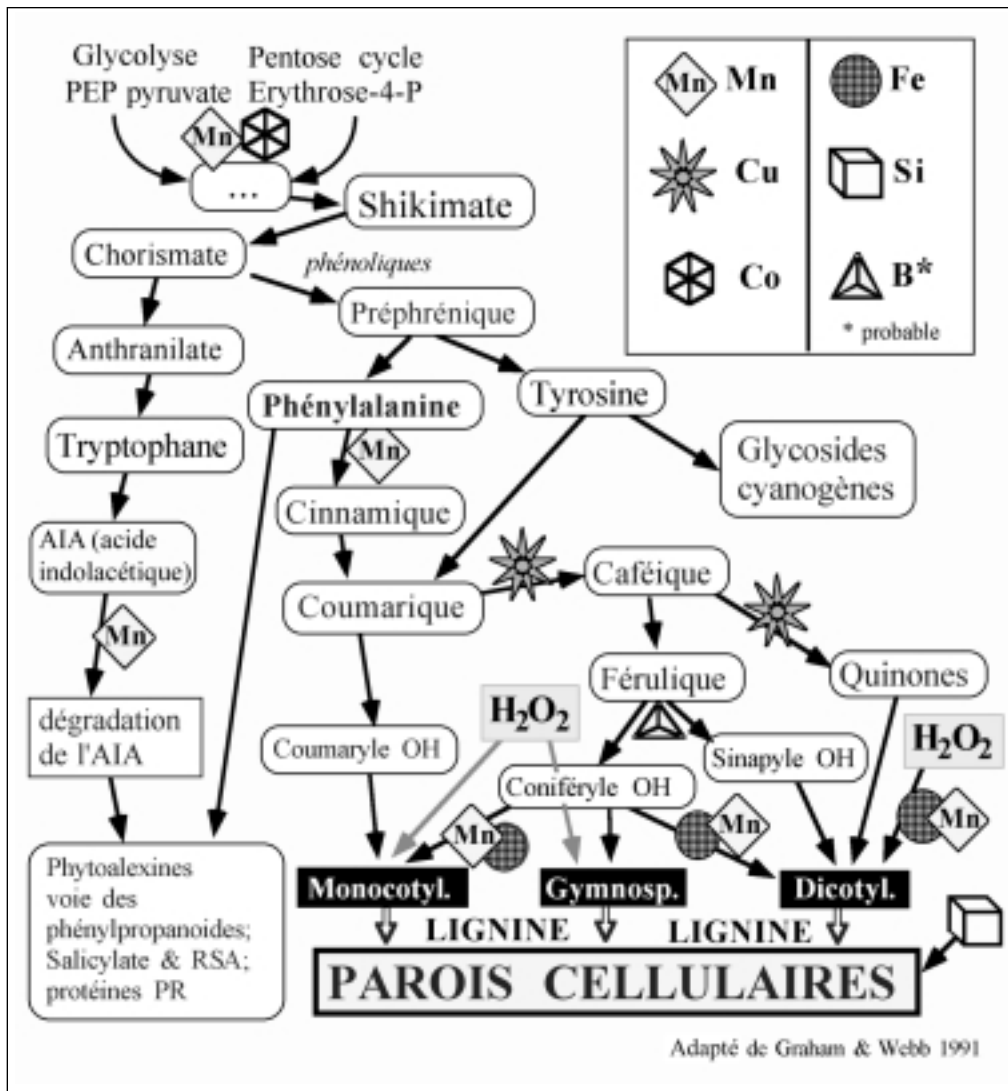 Glycolyse
PEP pyruvate
Pentose cycle
Erythrose-4-P
Mn
...
Shikimate
Chorismate
phénoliques
Préphrénique
Anthranilate
Phénylalanine
Tyrosine
Tryptophane
Mn
Glycosides
cyanogènes
Cinnamique
AIA (acide
indolacétique)
Coumarique
Caféique
Mn
Férulique
Quinones
dégradation
de l'AIA
H₂O₂
H₂O₂
Coumaryle OH
Coniféryle OH
Sinapyle OH
Mn
Mn
Mn
Phytoalexines
voie des
phénylpropanoides;
Salicylate & RSA;
protéines PR
Monocotyl.
Gymnosp.
Dicotyl.
LIGNINE
LIGNINE
PAROIS CELLULAIRES
Adapté de Graham & Webb 1991
Mn Mn
Fe
Cu
Si
Co
B*
* probable